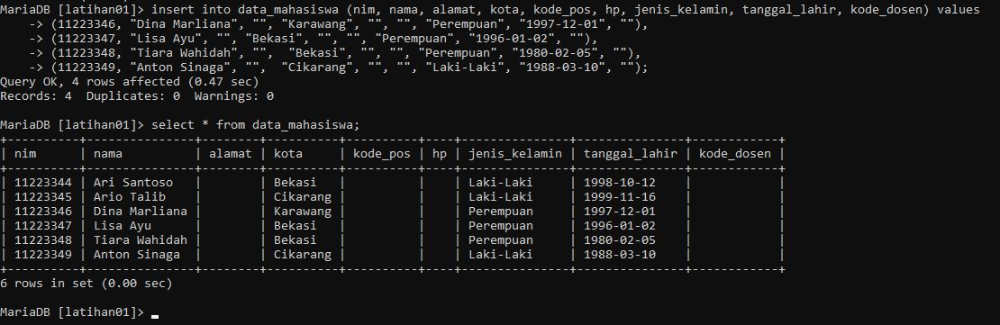 MariaDB [latihan01]> insert into data_mahasiswa (nim, nama, alamat, kota, kode_pos, hp, jenis_kelamin, tanggal_lahir, kode_dosen) values
    -> (11223346, "Dina Marliana", "", "Karawang", "", "", "Perempuan", "1997-12-01", ""),
    -> (11223347, "Lisa Ayu", "", "Bekasi", "", "", "Perempuan", "1996-01-02", ""),
    -> (11223348, "Tiara Wahidah", "",  "Bekasi", "", "", "Perempuan", "1980-02-05", ""),
    -> (11223349, "Anton Sinaga", "",  "Cikarang", "", "", "Laki-Laki", "1988-03-10", "");
Query OK, 4 rows affected (0.47 sec)
Records: 4  Duplicates: 0  Warnings: 0
MariaDB [latihan01]> select * from data_mahasiswa;
+----------+---------------+--------+----------+----------+----+---------------+---------------+------------+
| nim      | nama          | alamat | kota     | kode_pos | hp | jenis_kelamin | tanggal_lahir | kode_dosen |
+----------+---------------+--------+----------+----------+----+---------------+---------------+------------+
| 11223344 | Ari Santoso   |        | Bekasi   |          |    | Laki-Laki     | 1998-10-12    |            |
| 11223345 | Ario Talib    |        | Cikarang |          |    | Laki-Laki     | 1999-11-16    |            |
| 11223346 | Dina Marliana |        | Karawang |          |    | Perempuan     | 1997-12-01    |            |
| 11223347 | Lisa Ayu      |        | Bekasi   |          |    | Perempuan     | 1996-01-02    |            |
| 11223348 | Tiara Wahidah |        | Bekasi   |          |    | Perempuan     | 1980-02-05    |            |
| 11223349 | Anton Sinaga  |        | Cikarang |          |    | Laki-Laki     | 1988-03-10    |            |
+----------+---------------+--------+----------+----------+----+---------------+---------------+------------+
6 rows in set (0.00 sec)
MariaDB [latihan01]>